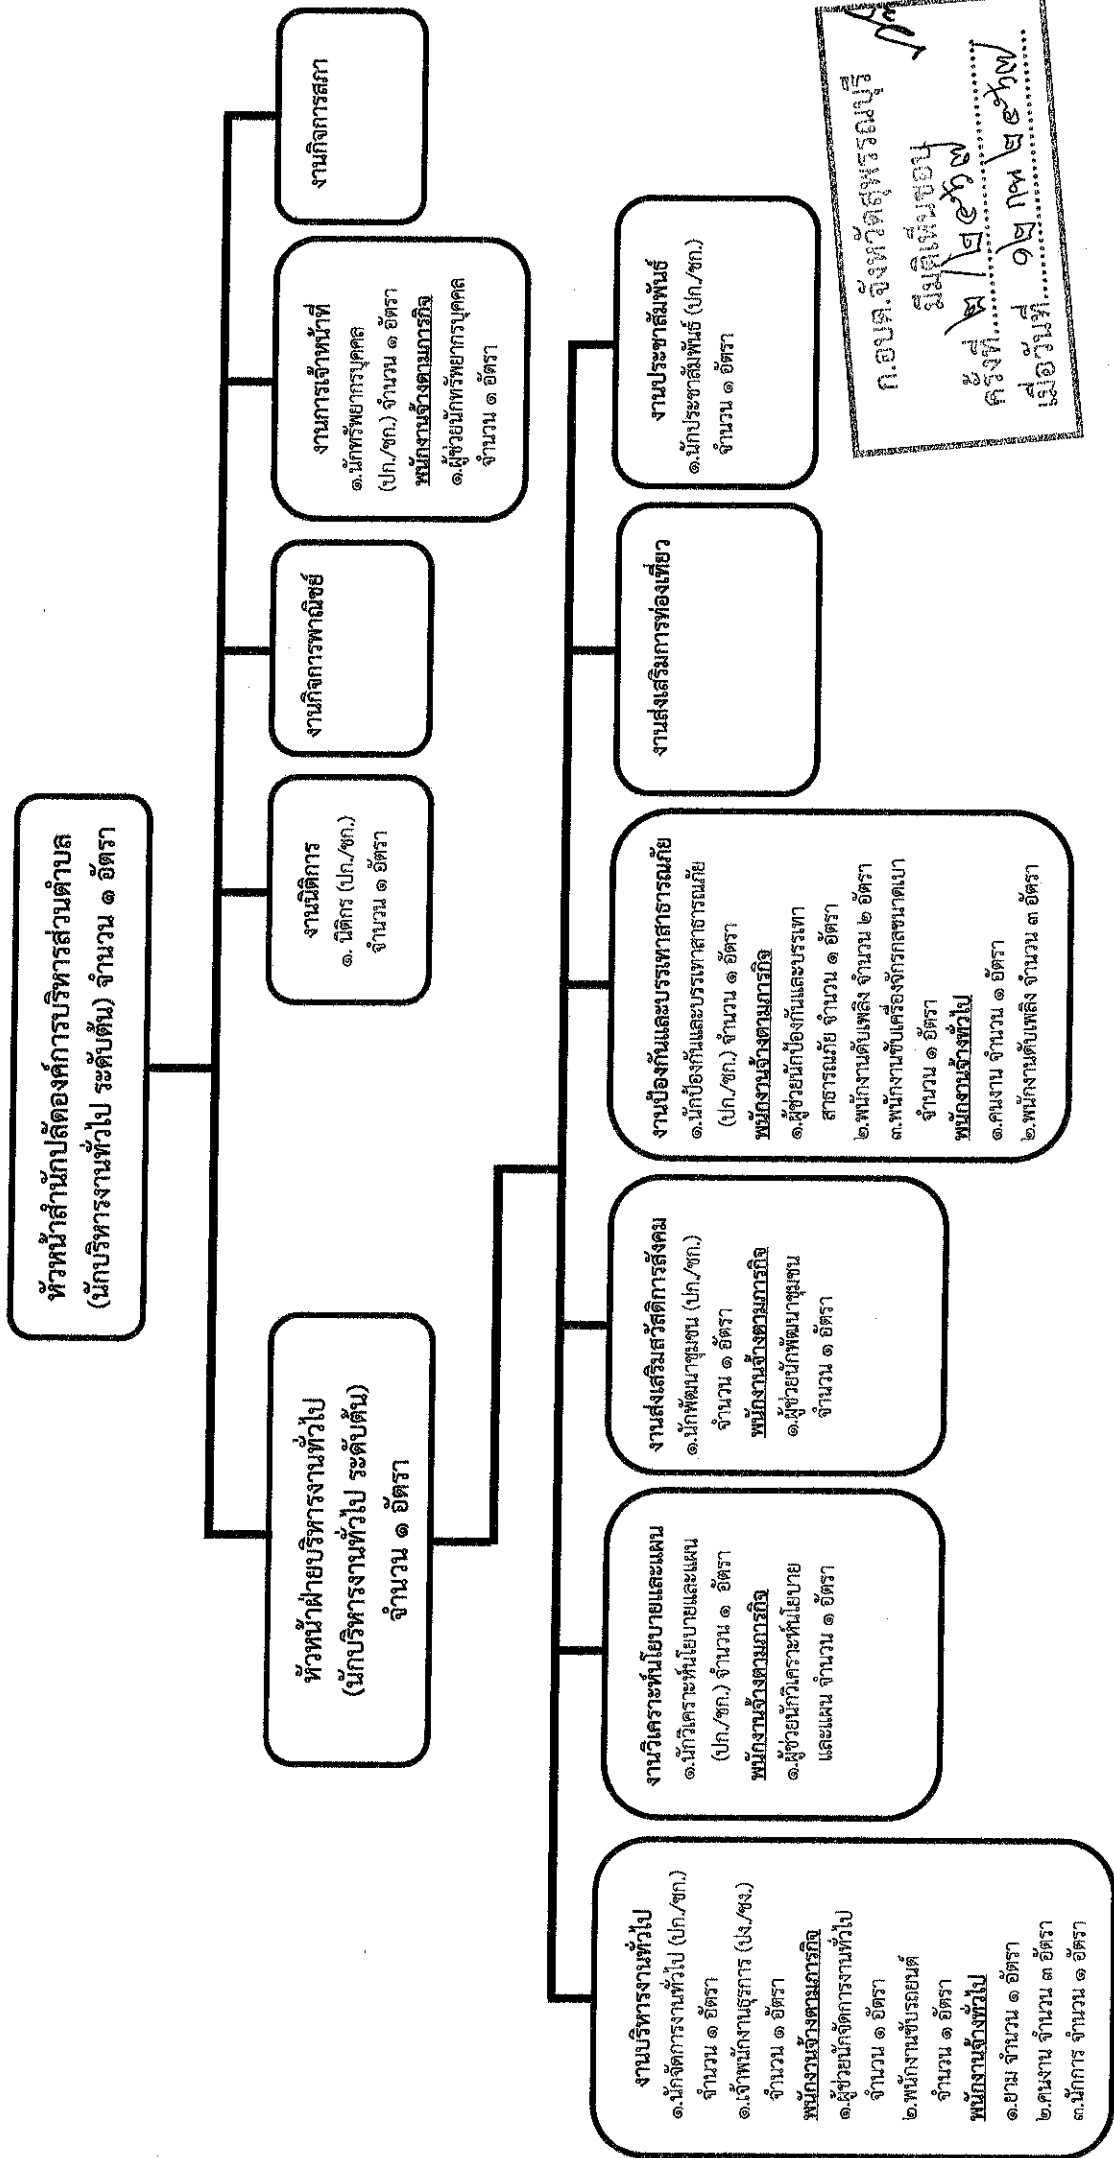 หัวหน้าสำนักปลัดองค์การบริหารส่วนตำบล
(นักบริหารงานทั่วไป ระดับต้น) จำนวน ๑ อัตรา
หัวหน้าฝ่ายบริหารงานทั่วไป
(นักบริหารงานทั่วไป ระดับต้น)
จำนวน ๑ อัตรา
งานนิติการ
๑. นิติกร (ปก./ชก.)
จำนวน ๑ อัตรา
งานกิจการพาณิชย์
งานการเจ้าหน้าที่
๑.นักทรัพยากรบุคคล
(ปก./ชก.) จำนวน ๑ อัตรา
พนักงานจ้างตามภารกิจ
๑.ผู้ช่วยนักทรัพยากรบุคคล
จำนวน ๑ อัตรา
งานกิจการสภา
งานบริหารงานทั่วไป
๑.นักจัดการงานทั่วไป (ปก./ชก.)
จำนวน ๑ อัตรา
๑.เจ้าพนักงานธุรการ (ปง./ชง.)
จำนวน ๑ อัตรา
พนักงานจ้างตามภารกิจ
๑.ผู้ช่วยนักจัดการงานทั่วไป
จำนวน ๑ อัตรา
๒.พนักงานขับรถยนต์
จำนวน ๑ อัตรา
พนักงานจ้างทั่วไป
๑.ยาม จำนวน ๑ อัตรา
๒.คนงาน จำนวน ๓ อัตรา
๓.นักการ จำนวน ๑ อัตรา
งานวิเคราะห์นโยบายและแผน
๑.นักวิเคราะห์นโยบายและแผน
(ปก./ชก.) จำนวน ๑ อัตรา
พนักงานจ้างตามภารกิจ
๑.ผู้ช่วยนักวิเคราะห์นโยบาย
และแผน จำนวน ๑ อัตรา
งานส่งเสริมสวัสดิการสังคม
๑.นักพัฒนาชุมชน (ปก./ชก.)
จำนวน ๑ อัตรา
พนักงานจ้างตามภารกิจ
๑.ผู้ช่วยนักพัฒนาชุมชน
จำนวน ๑ อัตรา
งานป้องกันและบรรเทาสาธารณภัย
๑.นักป้องกันและบรรเทาสาธารณภัย
(ปก./ชก.) จำนวน ๑ อัตรา
พนักงานจ้างตามภารกิจ
๑.ผู้ช่วยนักป้องกันและบรรเทา
สาธารณภัย จำนวน ๑ อัตรา
๒.พนักงานดับเพลิง จำนวน ๒ อัตรา
๓.พนักงานขับเครื่องจักรกลขนาดเบา
จำนวน ๑ อัตรา
พนักงานจ้างทั่วไป
๑.คนงาน จำนวน ๑ อัตรา
๒.พนักงานดับเพลิง จำนวน ๓ อัตรา
งานส่งเสริมการท่องเที่ยว
งานประชาสัมพันธ์
๑.นักประชาสัมพันธ์ (ปก./ชก.)
จำนวน ๑ อัตรา
ก.อบต.จังหวัดสุพรรณบุรี
มีมติเห็นชอบ
ครั้งที่ ๒/๒๕๖๗
เมื่อวันที่ ๑๒ กพ ๒๕๖๗